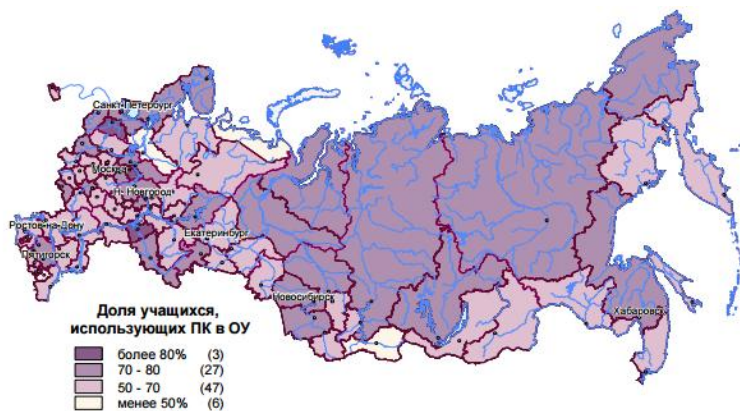 Санкт-Петербург
Москва
Н. Новгород
Ростов-на-Дону
Екатеринбург
Пятигорск
Новосибирск
Хабаровск
Доля учащихся,
использующих ПК в ОУ
более 80% (3)
70 - 80 (27)
50 - 70 (47)
менее 50% (6)